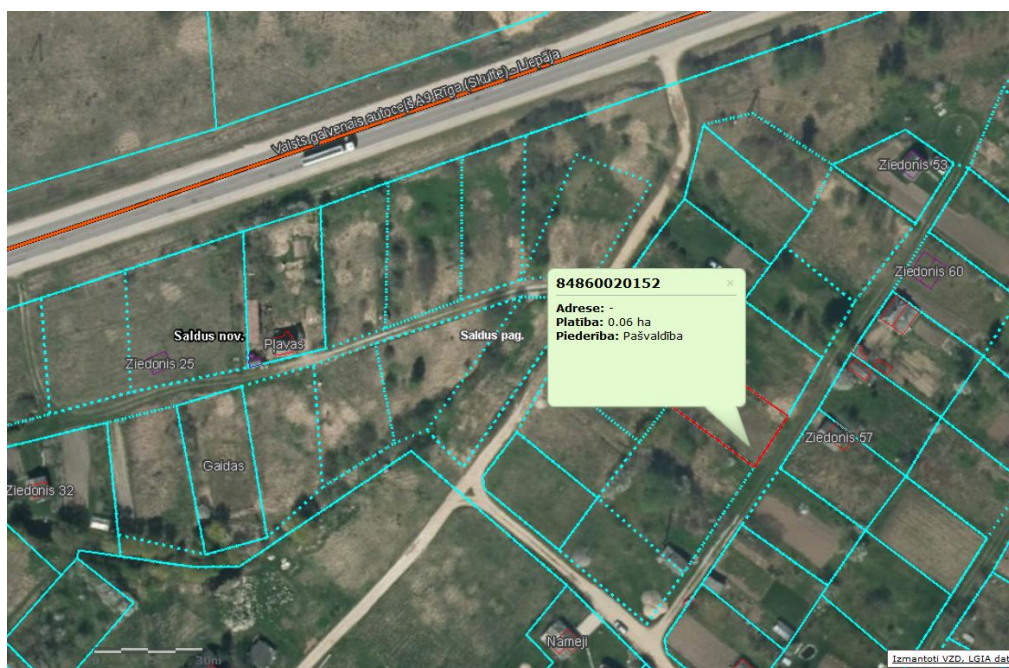 Valsts galvenais autoceļš A9 Rīga (Skulte) - Liepāja
Ziedonis 53
84860020152
×
Adrese: -
Platība: 0.06 ha
Piederība: Pašvaldība
Ziedonis 60
Saldus nov.
Pļavas
Saldus pag.
Ziedonis 25
Ziedonis 57
Gaidas
Ziedonis 32
Nameji
30m
Izmantoti VZD, LGIA dat